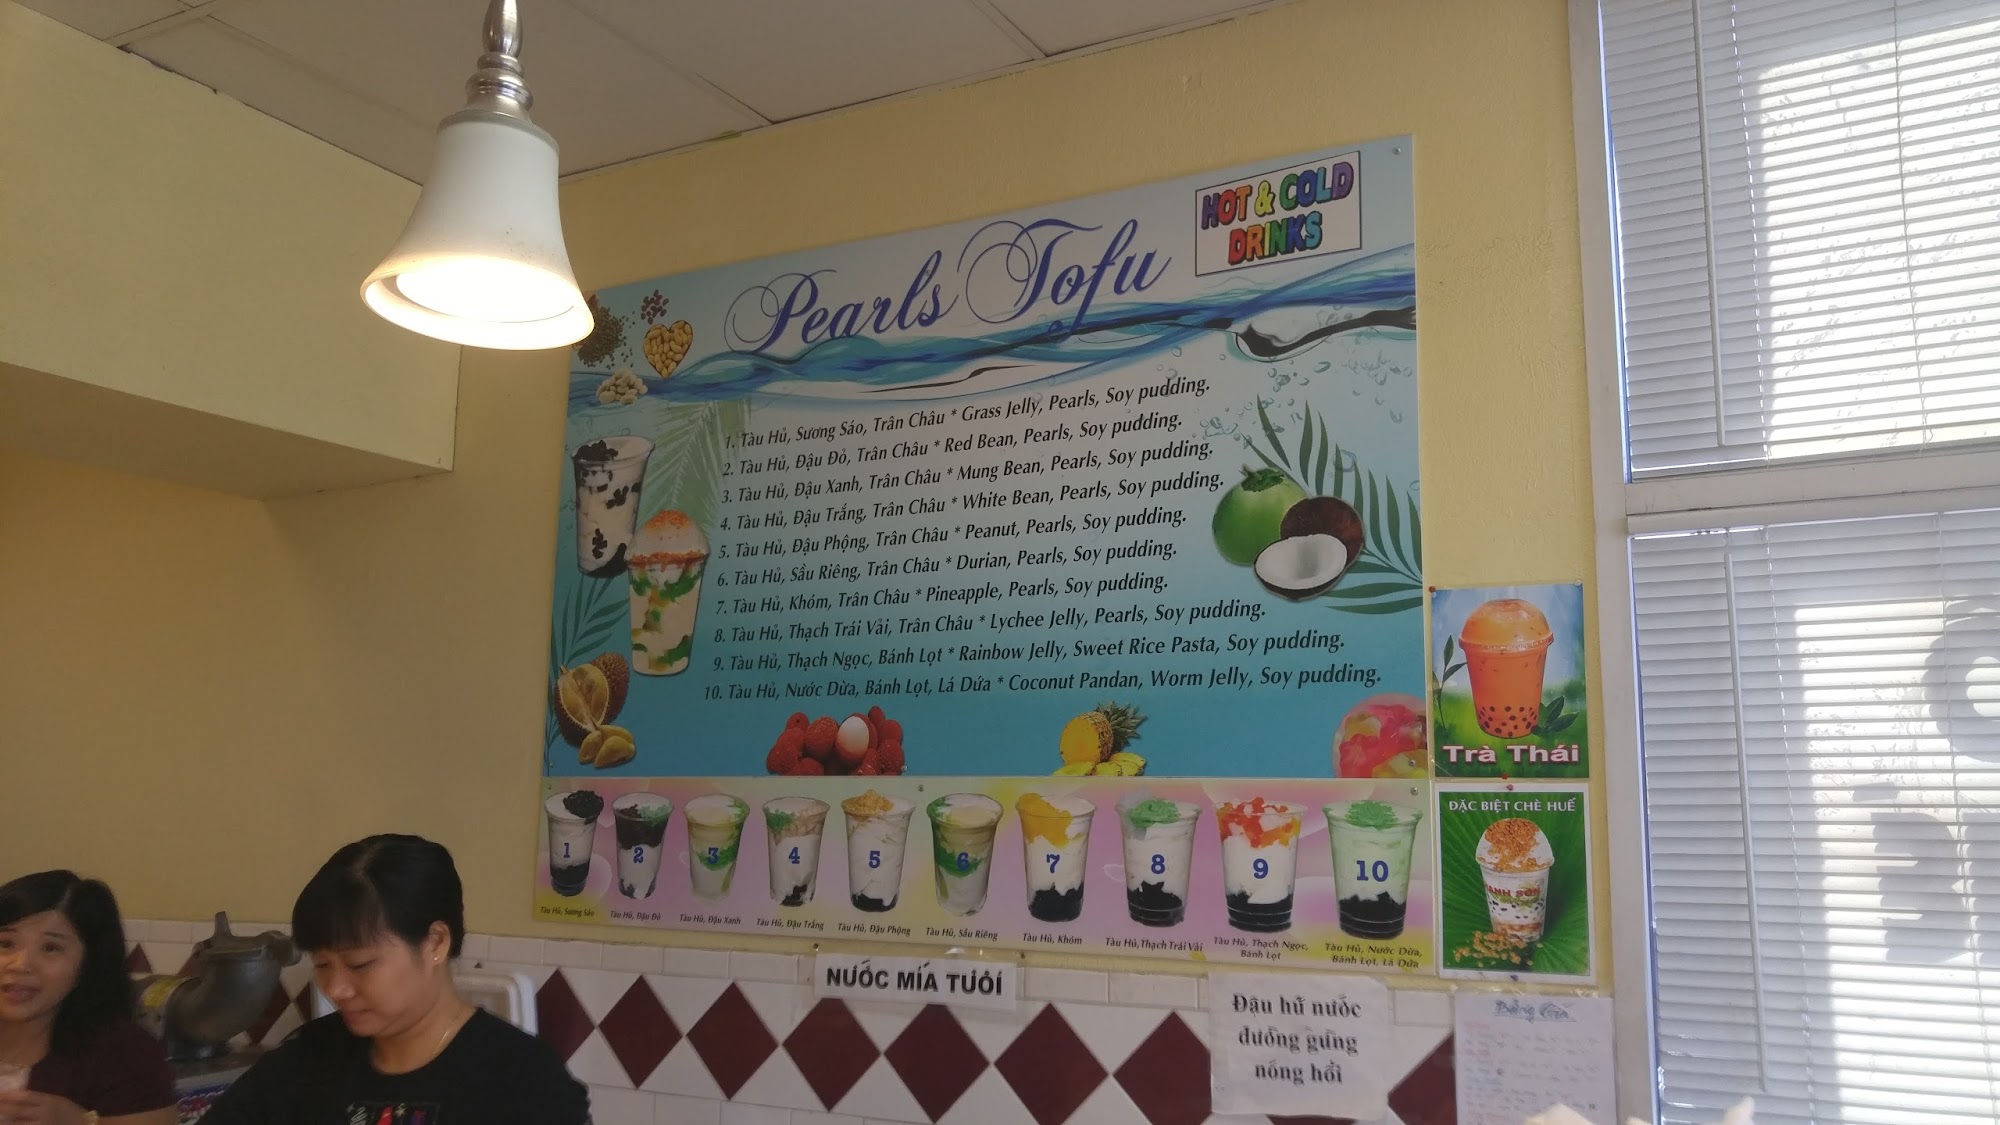 HOT & COLD
DRINKS
Pearls Tofu
1. Tàu Hủ, Sương Sáo, Trân Châu * Grass Jelly, Pearls, Soy pudding.
2. Tàu Hủ, Đậu Đỏ, Trân Châu * Red Bean, Pearls, Soy pudding.
3. Tàu Hủ, Đậu Xanh, Trân Châu * Mung Bean, Pearls, Soy pudding.
4. Tàu Hủ, Đậu Trắng, Trân Châu * White Bean, Pearls, Soy pudding.
5. Tàu Hủ, Đậu Phộng, Trân Châu * Peanut, Pearls, Soy pudding.
6. Tàu Hủ, Sầu Riêng, Trân Châu * Durian, Pearls, Soy pudding.
7. Tàu Hủ, Khóm, Trân Châu * Pineapple, Pearls, Soy pudding.
8. Tàu Hủ, Thạch Trái Vải, Trân Châu * Lychee Jelly, Pearls, Soy pudding.
9. Tàu Hủ, Thạch Ngọc, Bánh Lọt * Rainbow Jelly, Sweet Rice Pasta, Soy pudding.
10. Tàu Hủ, Nước Dừa, Bánh Lọt, Lá Dứa * Coconut Pandan, Worm Jelly, Soy pudding.
Trà Thái
ĐẶC BIỆT CHÈ HUẾ
1 2 3 4 5 6 7 8 9 10
Tàu Hủ, Sương Sáo
Tàu Hủ, Đậu Đỏ
Tàu Hủ, Đậu Xanh
Tàu Hủ, Đậu Trắng
Tàu Hủ, Đậu Phộng
Tàu Hủ, Sầu Riêng
Tàu Hủ, Khóm
Tàu Hủ, Thạch Trái Vải
Tàu Hủ, Thạch Ngọc,
Bánh Lọt
Tàu Hủ, Nước Dừa,
Bánh Lọt, Lá Dứa
NƯỚC MÍA TƯƠI
Đậu hủ nước
đường gừng
nóng hổi